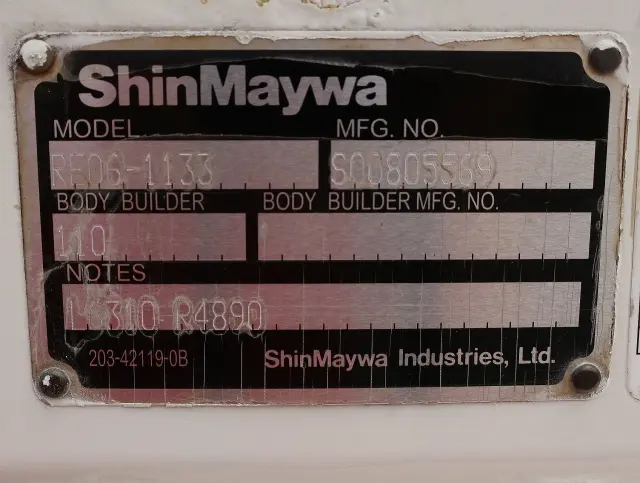 ShinMaywa
MODEL MFG. NO.
RF06-1133 S00805569
BODY BUILDER BODY BUILDER MFG. NO.
110
NOTES
R4890
203-42119-0B ShinMaywa Industries, Ltd.